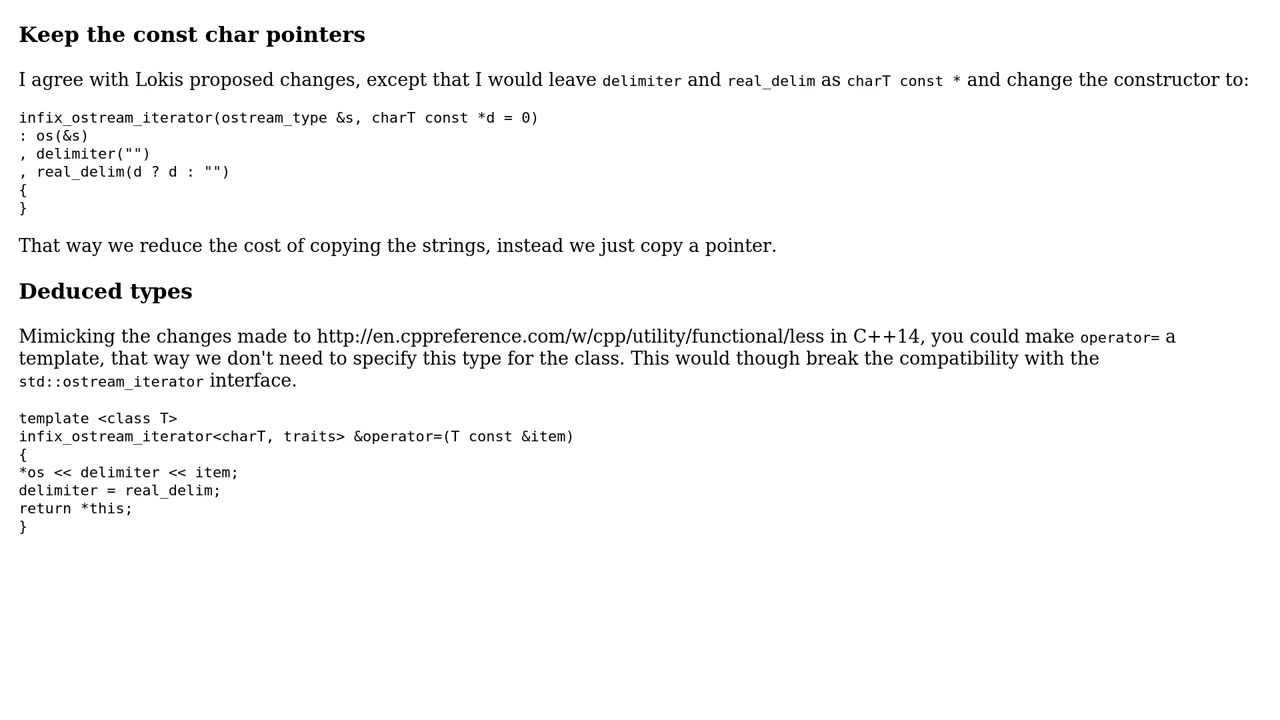 Keep the const char pointers
I agree with Lokis proposed changes, except that I would leave delimiter and real_delim as charT const * and change the constructor to:
infix_ostream_iterator(ostream_type &s, charT const *d = 0)
: os(&s)
, delimiter("")
, real_delim(d ? d : "")
{
}
That way we reduce the cost of copying the strings, instead we just copy a pointer.
Deduced types
Mimicking the changes made to http://en.cppreference.com/w/cpp/utility/functional/less in C++14, you could make operator= a
template, that way we don't need to specify this type for the class. This would though break the compatibility with the
std::ostream_iterator interface.
template <class T>
infix_ostream_iterator<charT, traits> &operator=(T const &item)
{
*os << delimiter << item;
delimiter = real_delim;
return *this;
}